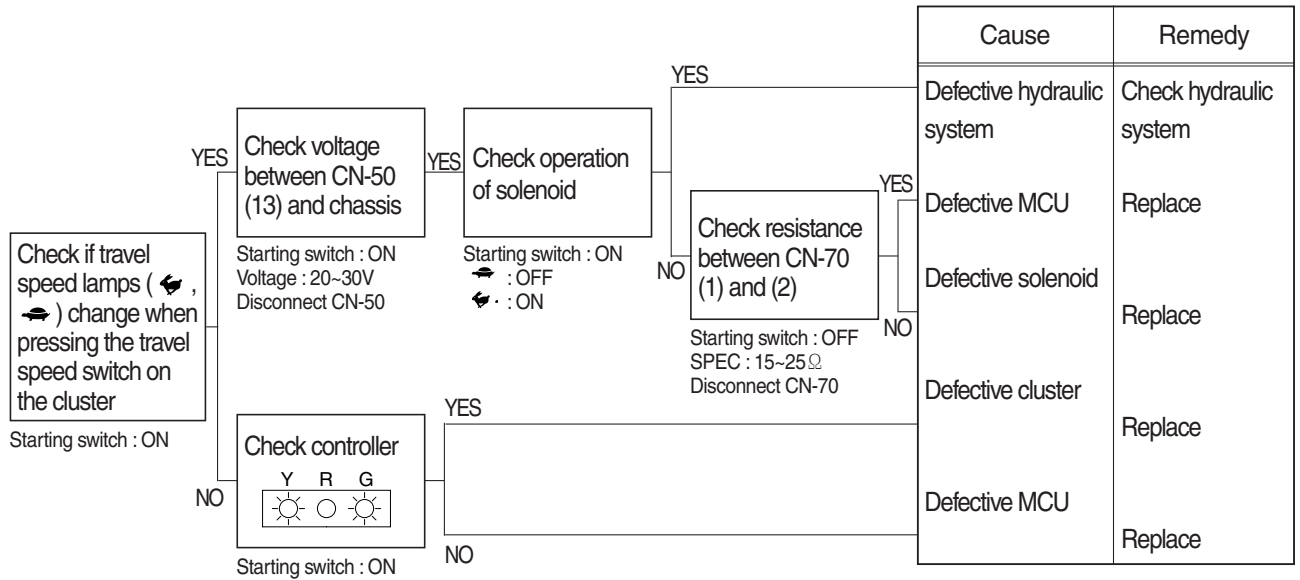 Check if travel
speed lamps ( ,
) change when
pressing the travel
speed switch on
the cluster
Starting switch : ON
YES
Check voltage
between CN-50
(13) and chassis
Starting switch : ON
Voltage : 20~30V
Disconnect CN-50
YES
Check operation
of solenoid
Starting switch : ON
: OFF
: ON
YES
NO
Check resistance
between CN-70
(1) and (2)
Starting switch : OFF
SPEC : 15~25Ω
Disconnect CN-70
YES
NO
NO
Check controller
Y R G
Starting switch : ON
YES
NO
Cause Remedy
Defective hydraulic Check hydraulic
system system
Defective MCU Replace
Defective solenoid
Replace
Defective cluster
Replace
Defective MCU
Replace